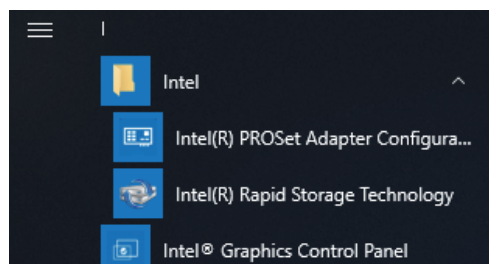 I
Intel
Intel(R) PROSet Adapter Configura...
Intel(R) Rapid Storage Technology
Intel® Graphics Control Panel